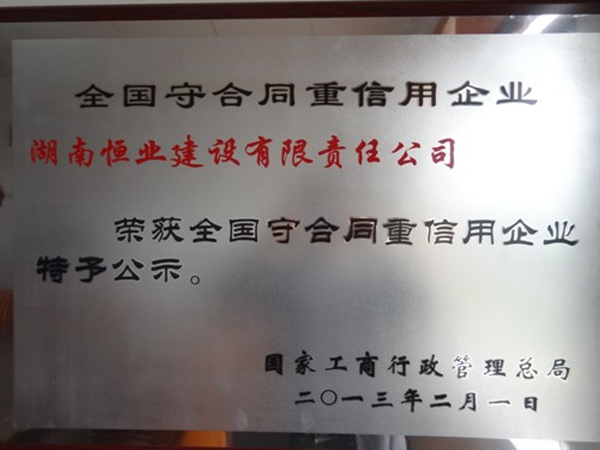 全国守合同重信用企业
湖南恒业建设有限责任公司
荣获全国守合同重信用企业
特予公示。
国家工商行政管理总局
二〇一三年二月一日